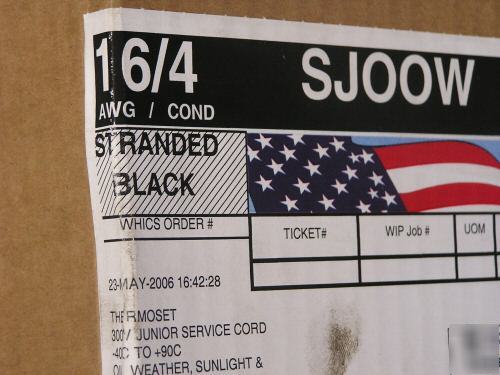 16/4 SJOOW
AWG / COND
STRANDED
BLACK
WHICS ORDER # TICKET# WIP Job # UOM
23-MAY-2006 16:42:28
THERMOSET
300V JUNIOR SERVICE CORD
-40C TO +90C
OIL, WEATHER, SUNLIGHT &